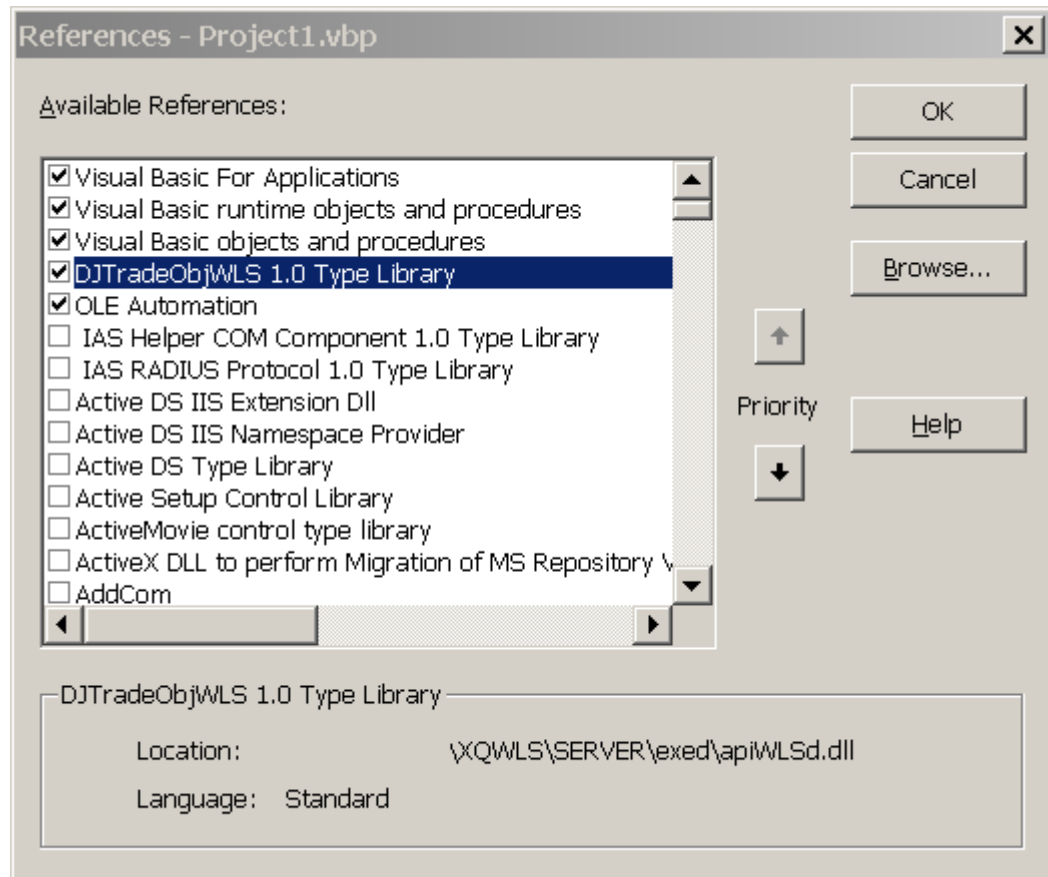 References - Project1.vbp
Available References:
OK
Cancel
Browse...
Priority
Help
Visual Basic For Applications
Visual Basic runtime objects and procedures
Visual Basic objects and procedures
DJTradeObjWLS 1.0 Type Library
OLE Automation
IAS Helper COM Component 1.0 Type Library
IAS RADIUS Protocol 1.0 Type Library
Active DS IIS Extension Dll
Active DS IIS Namespace Provider
Active DS Type Library
Active Setup Control Library
ActiveMovie control type library
ActiveX DLL to perform Migration of MS Repository
AddCom
DJTradeObjWLS 1.0 Type Library
Location: \XQWLS\SERVER\exed\apiWLSd.dll
Language: Standard